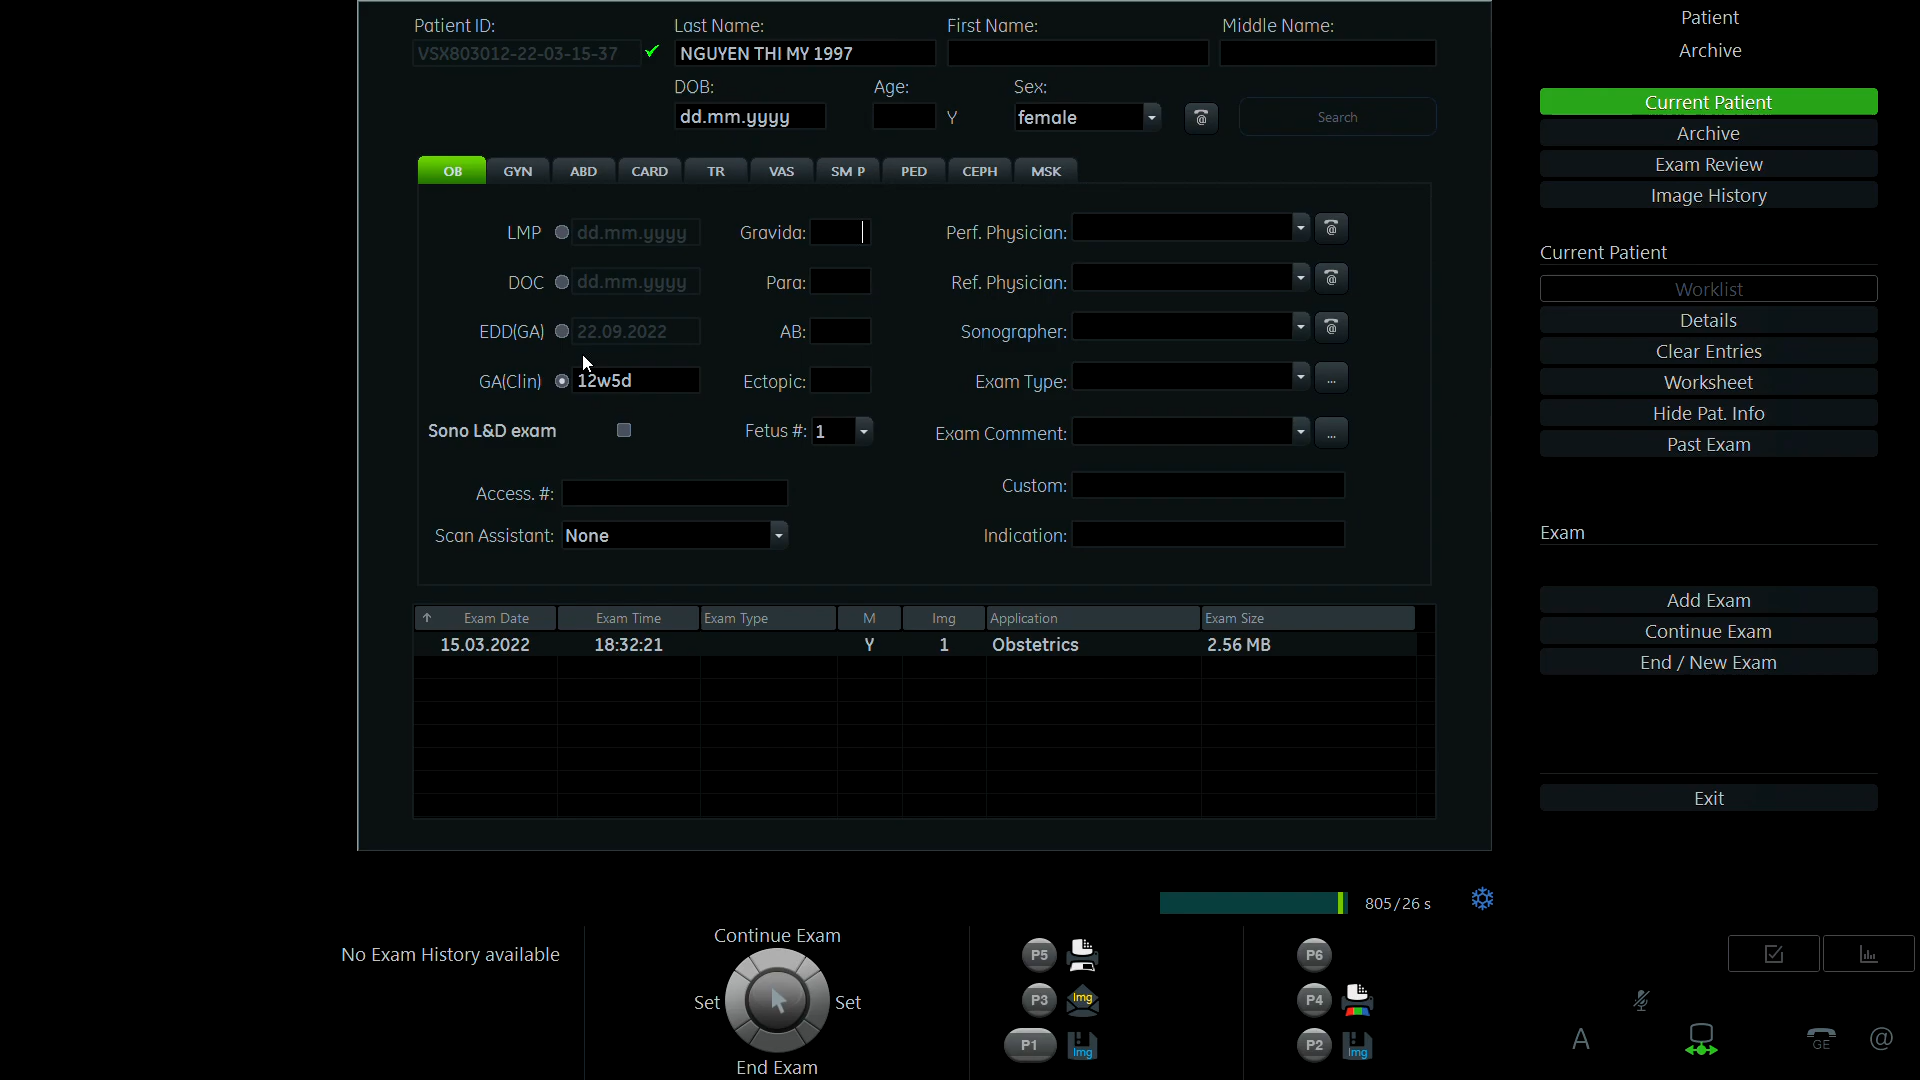 Patient ID: Last Name: First Name: Middle Name:
VSX803012-22-03-15-37 NGUYEN THI MY 1997
DOB: Age: Sex:
dd.mm.yyyy Y female @ Search
OB GYN ABD CARD TR VAS SM P PED CEPH MSK
LMP dd.mm.yyyy Gravida: Perf. Physician: @
DOC dd.mm.yyyy Para: Ref. Physician: @
EDD(GA) 22.09.2022 AB: Sonographer: @
GA(Clin) 12w5d Ectopic: Exam Type: ...
Sono L&D exam Fetus #: 1 Exam Comment: ...
Access. #: Custom:
Scan Assistant: None Indication:
Exam Date Exam Time Exam Type M Img Application Exam Size
15.03.2022 18:32:21 Y 1 Obstetrics 2.56 MB
Patient
Archive
Current Patient
Archive
Exam Review
Image History
Current Patient
Worklist
Details
Clear Entries
Worksheet
Hide Pat. Info
Past Exam
Exam
Add Exam
Continue Exam
End / New Exam
Exit
805/26 s
No Exam History available
Continue Exam
Set Set
End Exam
P5
P3 Img
P1 Img
P6
P4
P2 Img
A GE @